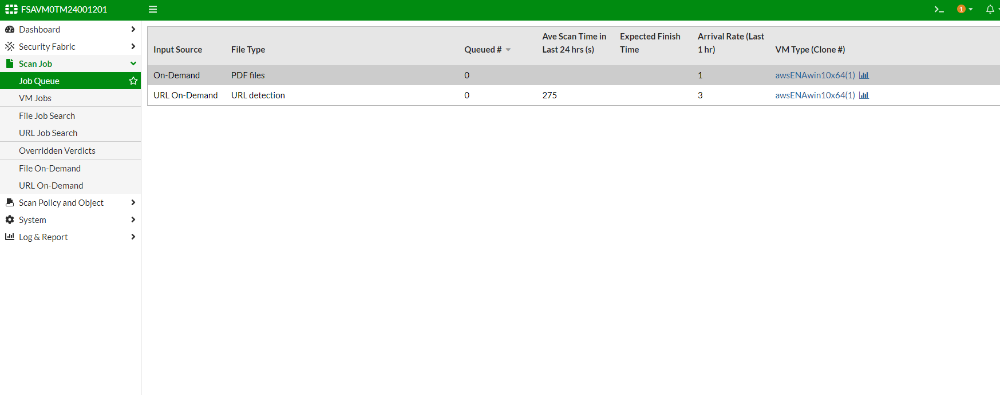 FSAVM0TM24001201
1
Dashboard
Security Fabric
Scan Job
Job Queue
VM Jobs
File Job Search
URL Job Search
Overridden Verdicts
File On-Demand
URL On-Demand
Scan Policy and Object
System
Log & Report
Input Source File Type Queued # Ave Scan Time in Last 24 hrs (s) Expected Finish Time Arrival Rate (Last 1 hr) VM Type (Clone #)
On-Demand PDF files 0 1 awsENAwin10x64(1)
URL On-Demand URL detection 0 275 3 awsENAwin10x64(1)